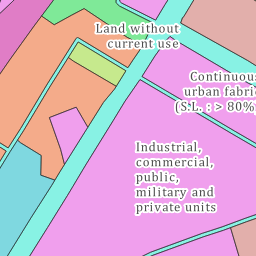 Land without
current use
Continuous
urban fabric
(S.L. : > 80%)
Industrial,
commercial,
public,
military and
private units